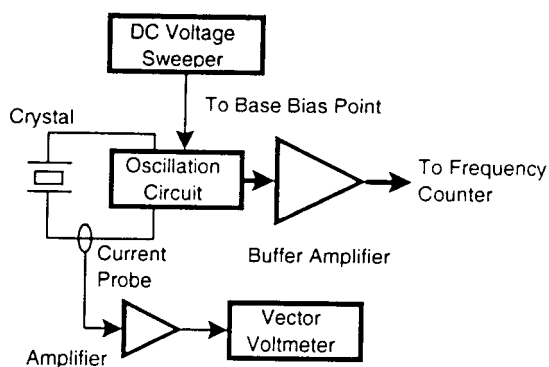 DC Voltage
Sweeper
To Base Bias Point
Crystal
Oscillation
Circuit
To Frequency
Counter
Current
Probe
Buffer Amplifier
Amplifier
Vector
Voltmeter